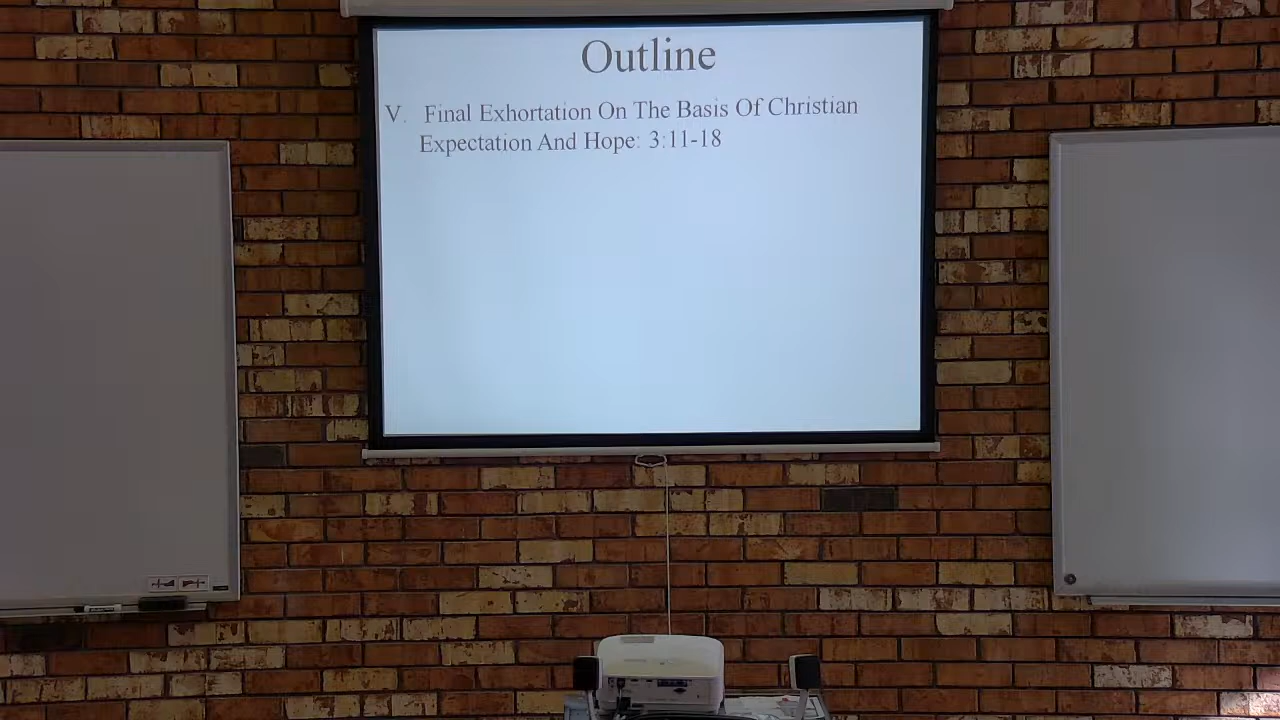 Outline
V. Final Exhortation On The Basis Of Christian
Expectation And Hope: 3:11-18